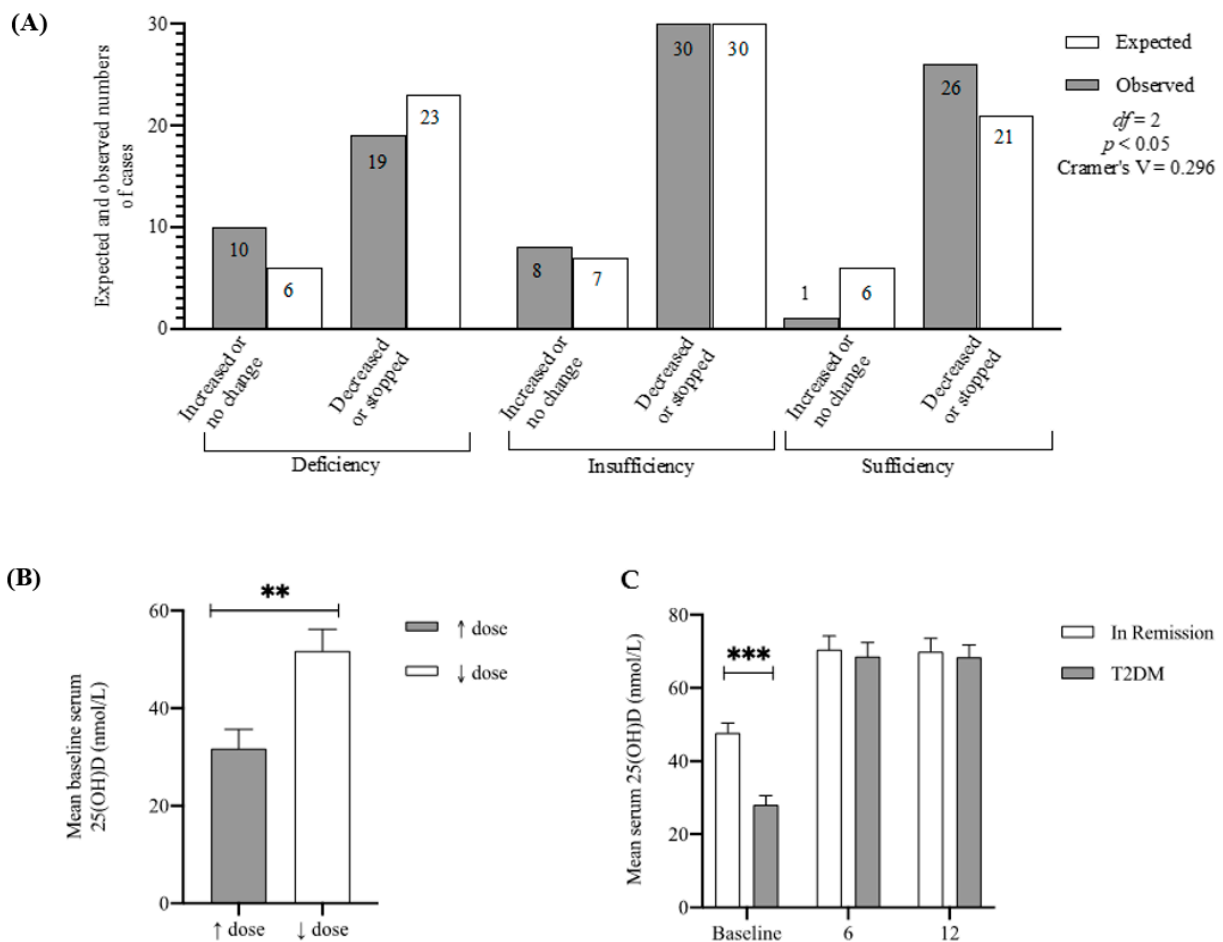 (A)
Expected and observed numbers
of cases
30
20
10
0
10
6
19
23
8
7
30
30
1
6
26
21
Expected
Observed
df = 2
p < 0.05
Cramer's V = 0.296
Increased or
no change
Decreased
or stopped
Increased or
no change
Decreased
or stopped
Increased or
no change
Decreased
or stopped
Deficiency
Insufficiency
Sufficiency
(B)
Mean baseline serum
25(OH)D (nmol/L)
60
40
20
0
**
↑ dose
↓ dose
↑ dose
↓ dose
C
Mean serum 25(OH)D (nmol/L)
80
60
40
20
0
***
In Remission
T2DM
Baseline
6
12